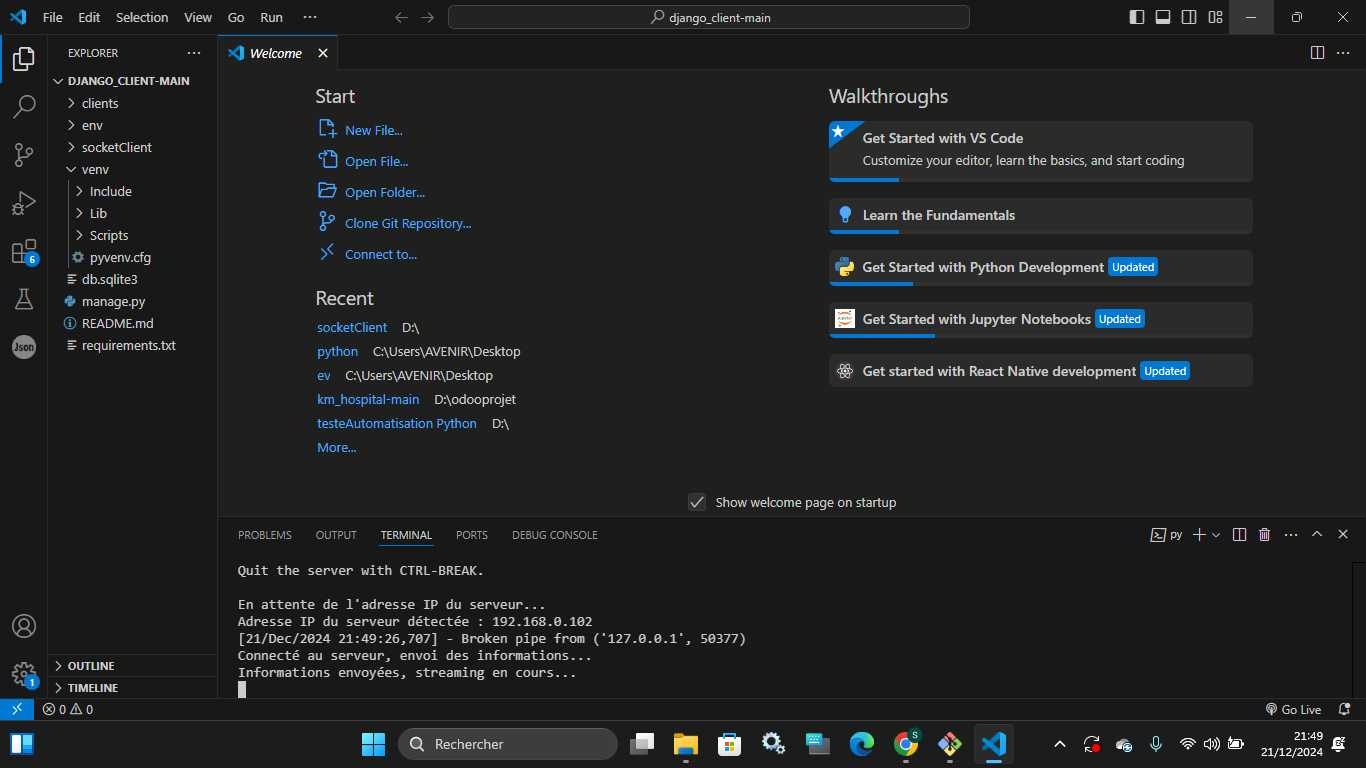 File Edit Selection View Go Run ···
django_client-main
EXPLORER ···
DJANGO_CLIENT-MAIN
clients
env
socketClient
venv
Include
Lib
Scripts
pyvenv.cfg
db.sqlite3
manage.py
README.md
requirements.txt
OUTLINE
TIMELINE
6
Json
1
Welcome
Start
New File...
Open File...
Open Folder...
Clone Git Repository...
Connect to...
Recent
socketClient D:\
python C:\Users\AVENIR\Desktop
ev C:\Users\AVENIR\Desktop
km_hospital-main D:\odooprojet
testeAutomatisation Python D:\
More...
Walkthroughs
Get Started with VS Code
Customize your editor, learn the basics, and start coding
Learn the Fundamentals
Get Started with Python Development Updated
Get Started with Jupyter Notebooks Updated
Get started with React Native development Updated
Show welcome page on startup
PROBLEMS OUTPUT TERMINAL PORTS DEBUG CONSOLE
py
Quit the server with CTRL-BREAK.
En attente de l'adresse IP du serveur...
Adresse IP du serveur détectée : 192.168.0.102
[21/Dec/2024 21:49:26,707] - Broken pipe from ('127.0.0.1', 50377)
Connecté au serveur, envoi des informations...
Informations envoyées, streaming en cours...
0 0
Go Live
Rechercher
S
21:49
21/12/2024